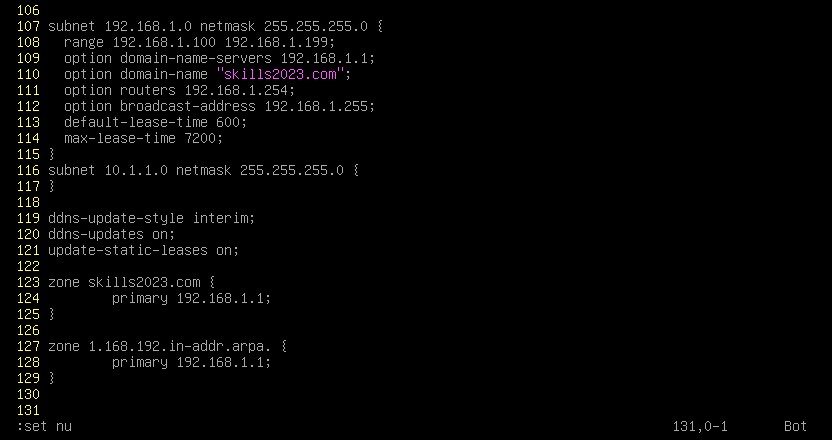 106
107 subnet 192.168.1.0 netmask 255.255.255.0 {
108   range 192.168.1.100 192.168.1.199;
109   option domain-name-servers 192.168.1.1;
110   option domain-name "skills2023.com";
111   option routers 192.168.1.254;
112   option broadcast-address 192.168.1.255;
113   default-lease-time 600;
114   max-lease-time 7200;
115 }
116 subnet 10.1.1.0 netmask 255.255.255.0 {
117 }
118
119 ddns-update-style interim;
120 ddns-updates on;
121 update-static-leases on;
122
123 zone skills2023.com {
124         primary 192.168.1.1;
125 }
126
127 zone 1.168.192.in-addr.arpa. {
128         primary 192.168.1.1;
129 }
130
131
:set nu 131,0-1 Bot